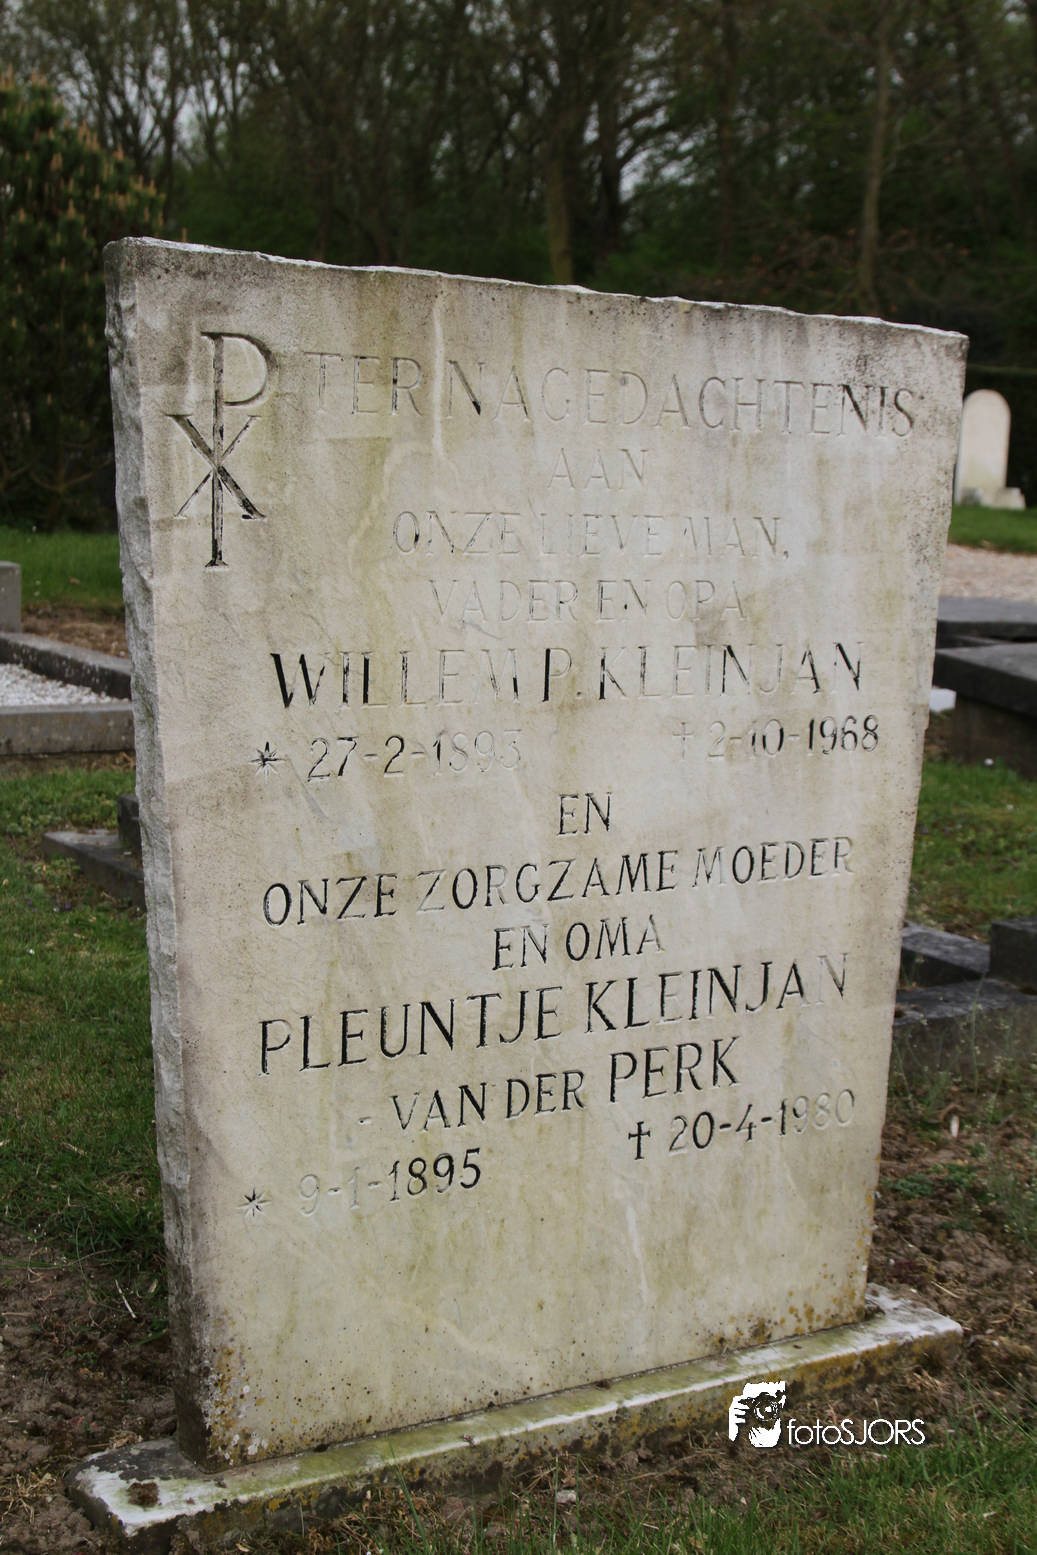 TER NAGEDACHTENIS
AAN
ONZE LIEVE MAN,
VADER EN OPA
WILLEM P. KLEINJAN
* 27-2-1893 † 2-10-1968
EN
ONZE ZORGZAME MOEDER
EN OMA
PLEUNTJE KLEINJAN
- VAN DER PERK
* 9-1-1895 † 20-4-1980
fotoSJORS